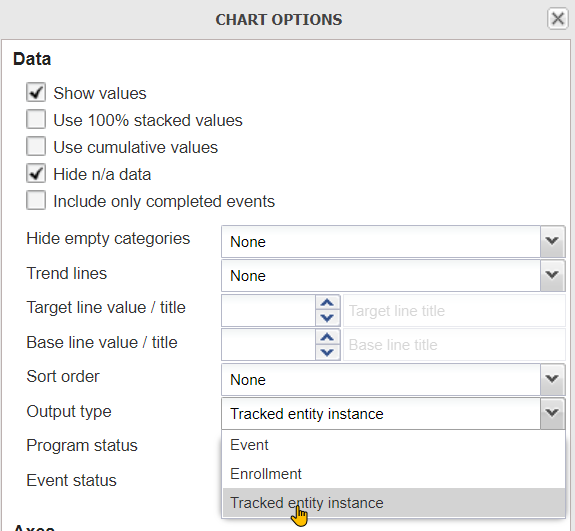 CHART OPTIONS
Data
Show values
Use 100% stacked values
Use cumulative values
Hide n/a data
Include only completed events
Hide empty categories None
Trend lines None
Target line value / title Target line title
Base line value / title Base line title
Sort order None
Output type Tracked entity instance
Program status Event
Enrollment
Event status
Tracked entity instance